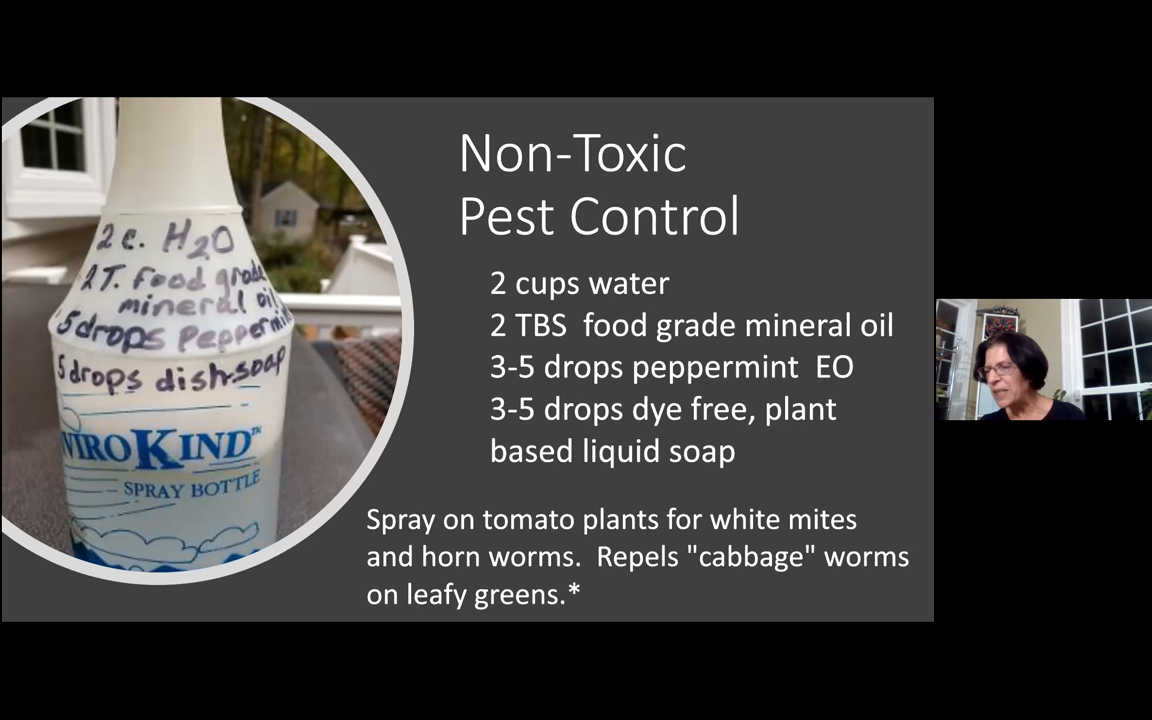 2 c. H2O
2T. food grade
mineral oil
5 drops Peppermin
5 drops dish soap
VIROKIND™
SPRAY BOTTLE
Non-Toxic
Pest Control
2 cups water
2 TBS food grade mineral oil
3-5 drops peppermint EO
3-5 drops dye free, plant
based liquid soap
Spray on tomato plants for white mites
and horn worms. Repels "cabbage" worms
on leafy greens.*